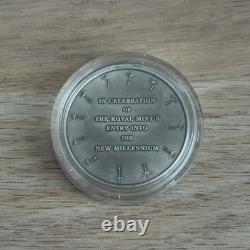 IN CELEBRATION
OF
THE ROYAL MINT'S
ENTRY INTO
THE
NEW MILLENNIUM